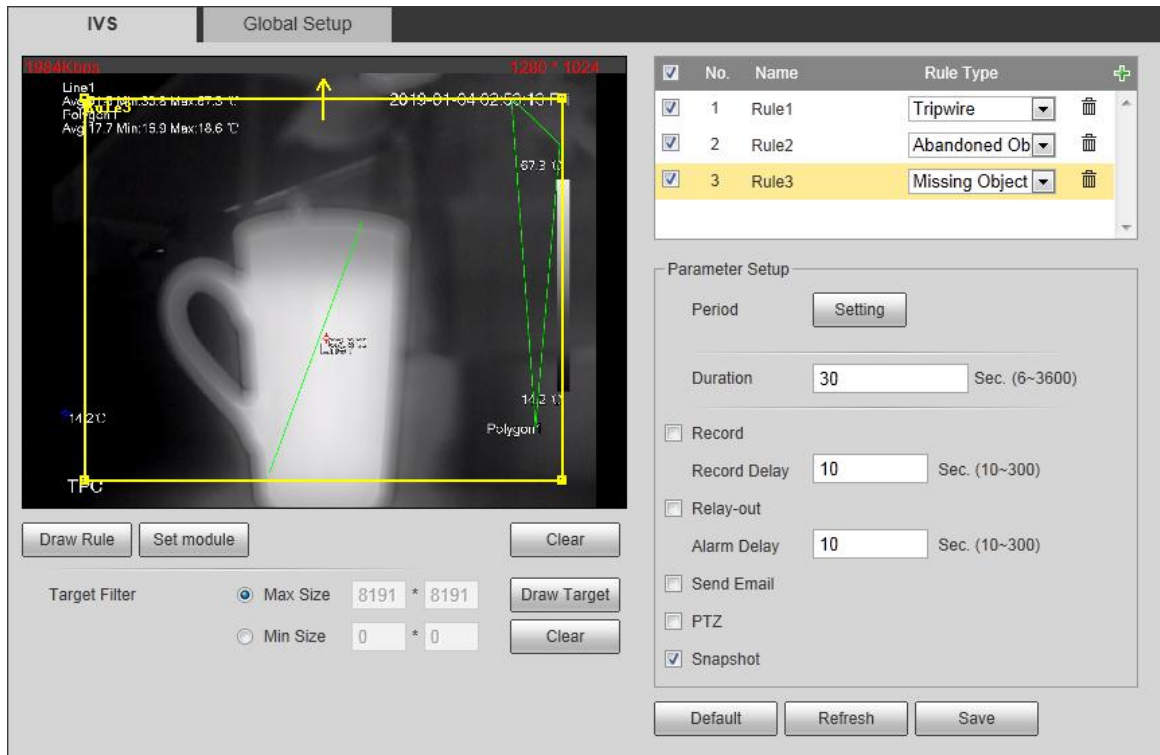 IVS Global Setup
1984Kbps 1280 * 1024
Line1
Polygon1
Avg:17.7 Min:15.9 Max:18.6 ℃
Rule3
67.3 ℃
Line1
14.2 ℃
14.2℃
Polygon1
TPC
Draw Rule Set module Clear
Target Filter Max Size 8191 * 8191 Draw Target
Min Size 0 * 0 Clear
No. Name Rule Type
1 Rule1 Tripwire
2 Rule2 Abandoned Ob
3 Rule3 Missing Object
Parameter Setup
Period Setting
Duration 30 Sec. (6~3600)
Record
Record Delay 10 Sec. (10~300)
Relay-out
Alarm Delay 10 Sec. (10~300)
Send Email
PTZ
Snapshot
Default Refresh Save